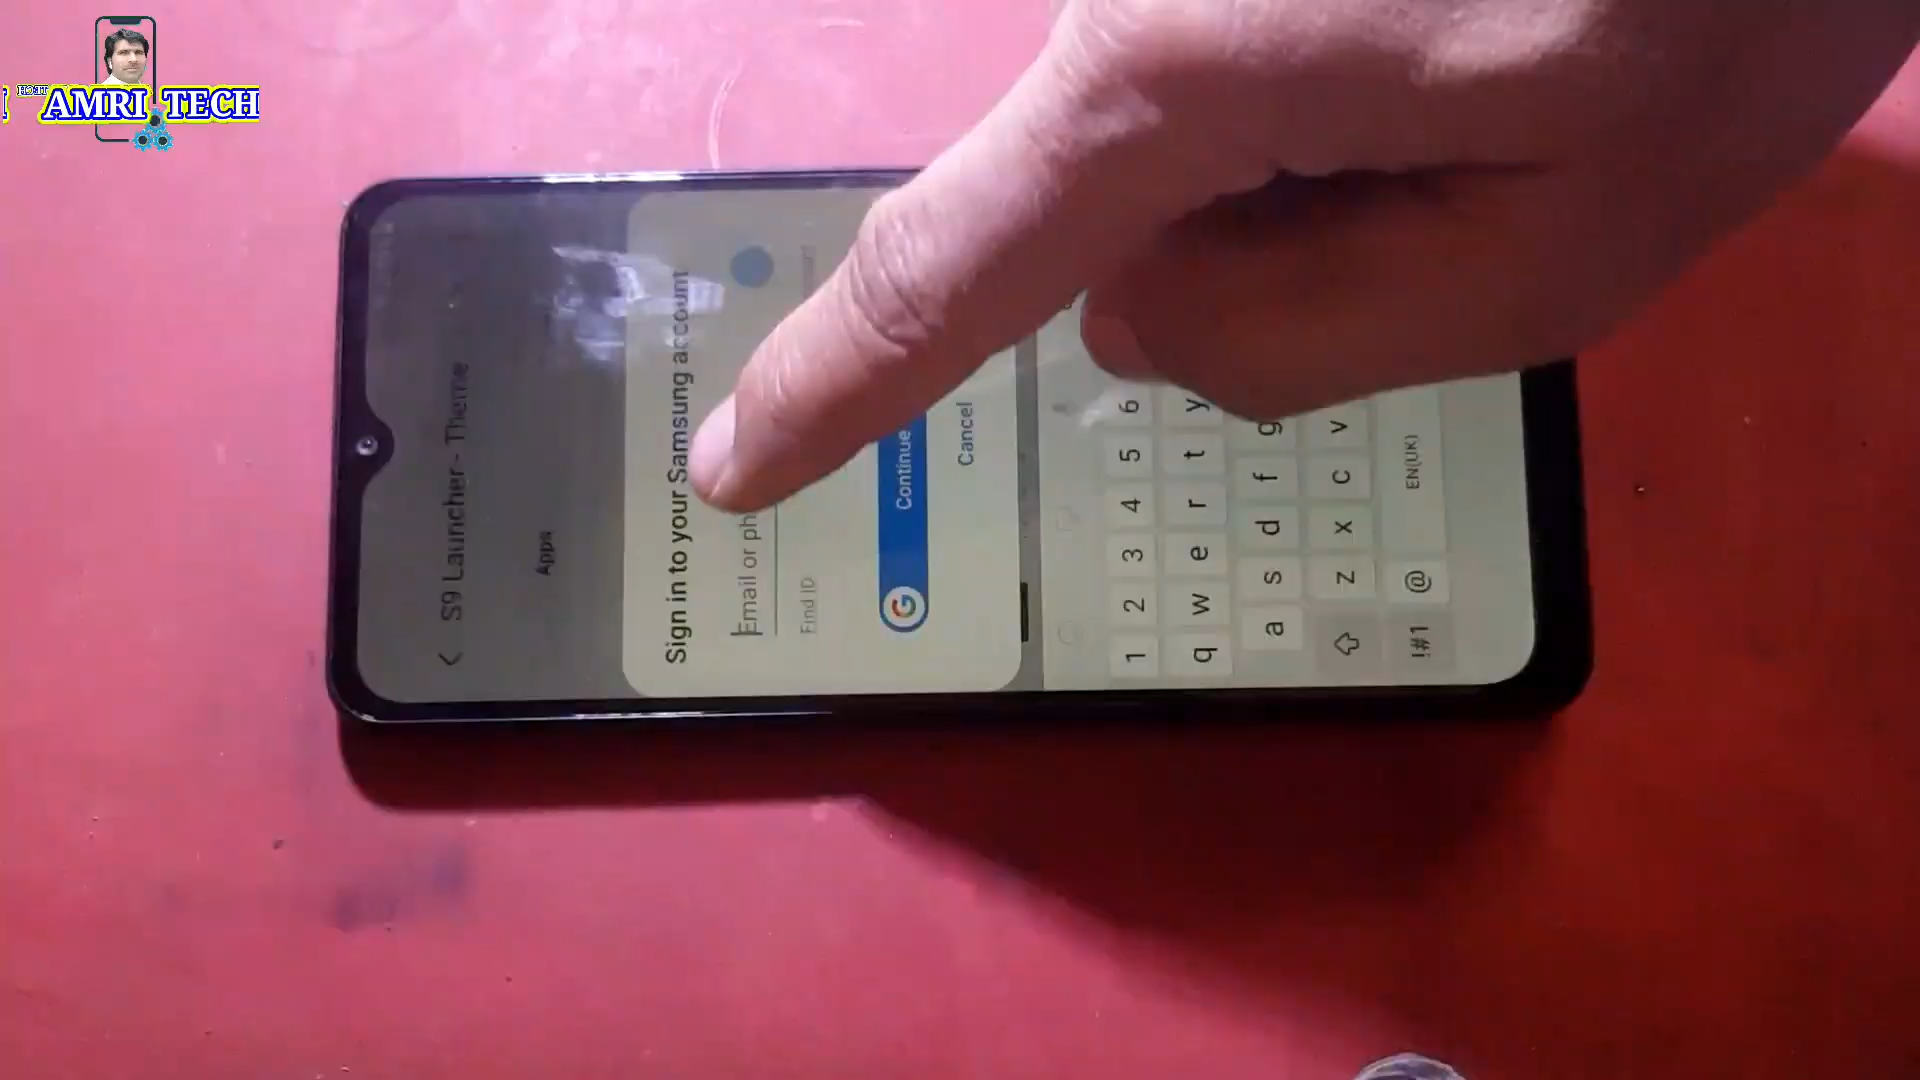 AMRI TECH
S9 Launcher - Theme
Apps
Sign in to your Samsung account
Email or ph
Find ID
Continue
Cancel
1 2 3 4 5 6
q w e r t y
a s d f g
z x c v
!#1 @ EN(UK)